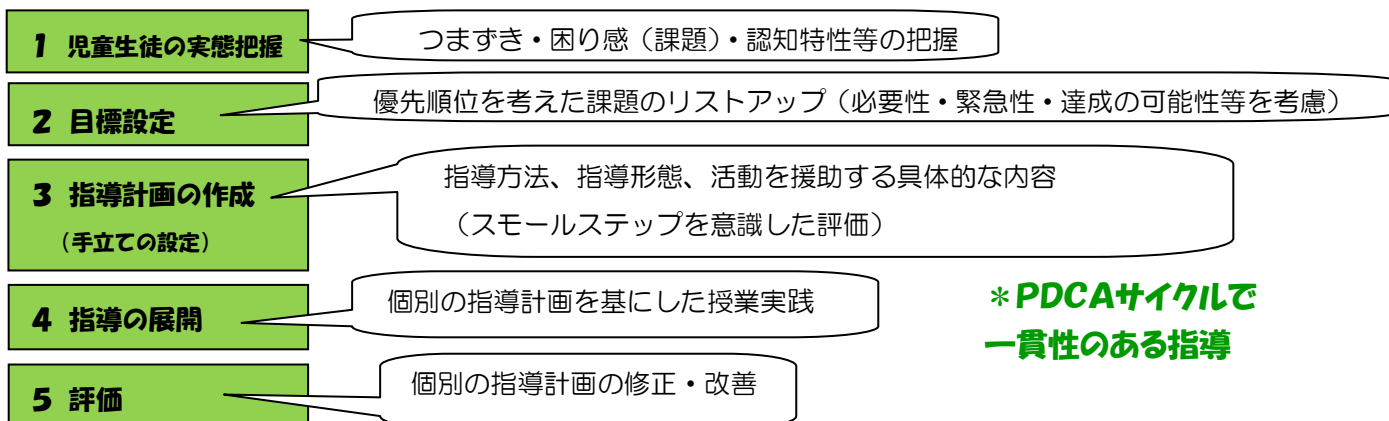 1 児童生徒の実態把握
つまずき・困り感（課題）・認知特性等の把握
2 目標設定
優先順位を考えた課題のリストアップ（必要性・緊急性・達成の可能性等を考慮）
3 指導計画の作成
（手立ての設定）
指導方法、指導形態、活動を援助する具体的な内容
（スモールステップを意識した評価）
4 指導の展開
個別の指導計画を基にした授業実践
5 評価
個別の指導計画の修正・改善
＊PDCAサイクルで
一貫性のある指導